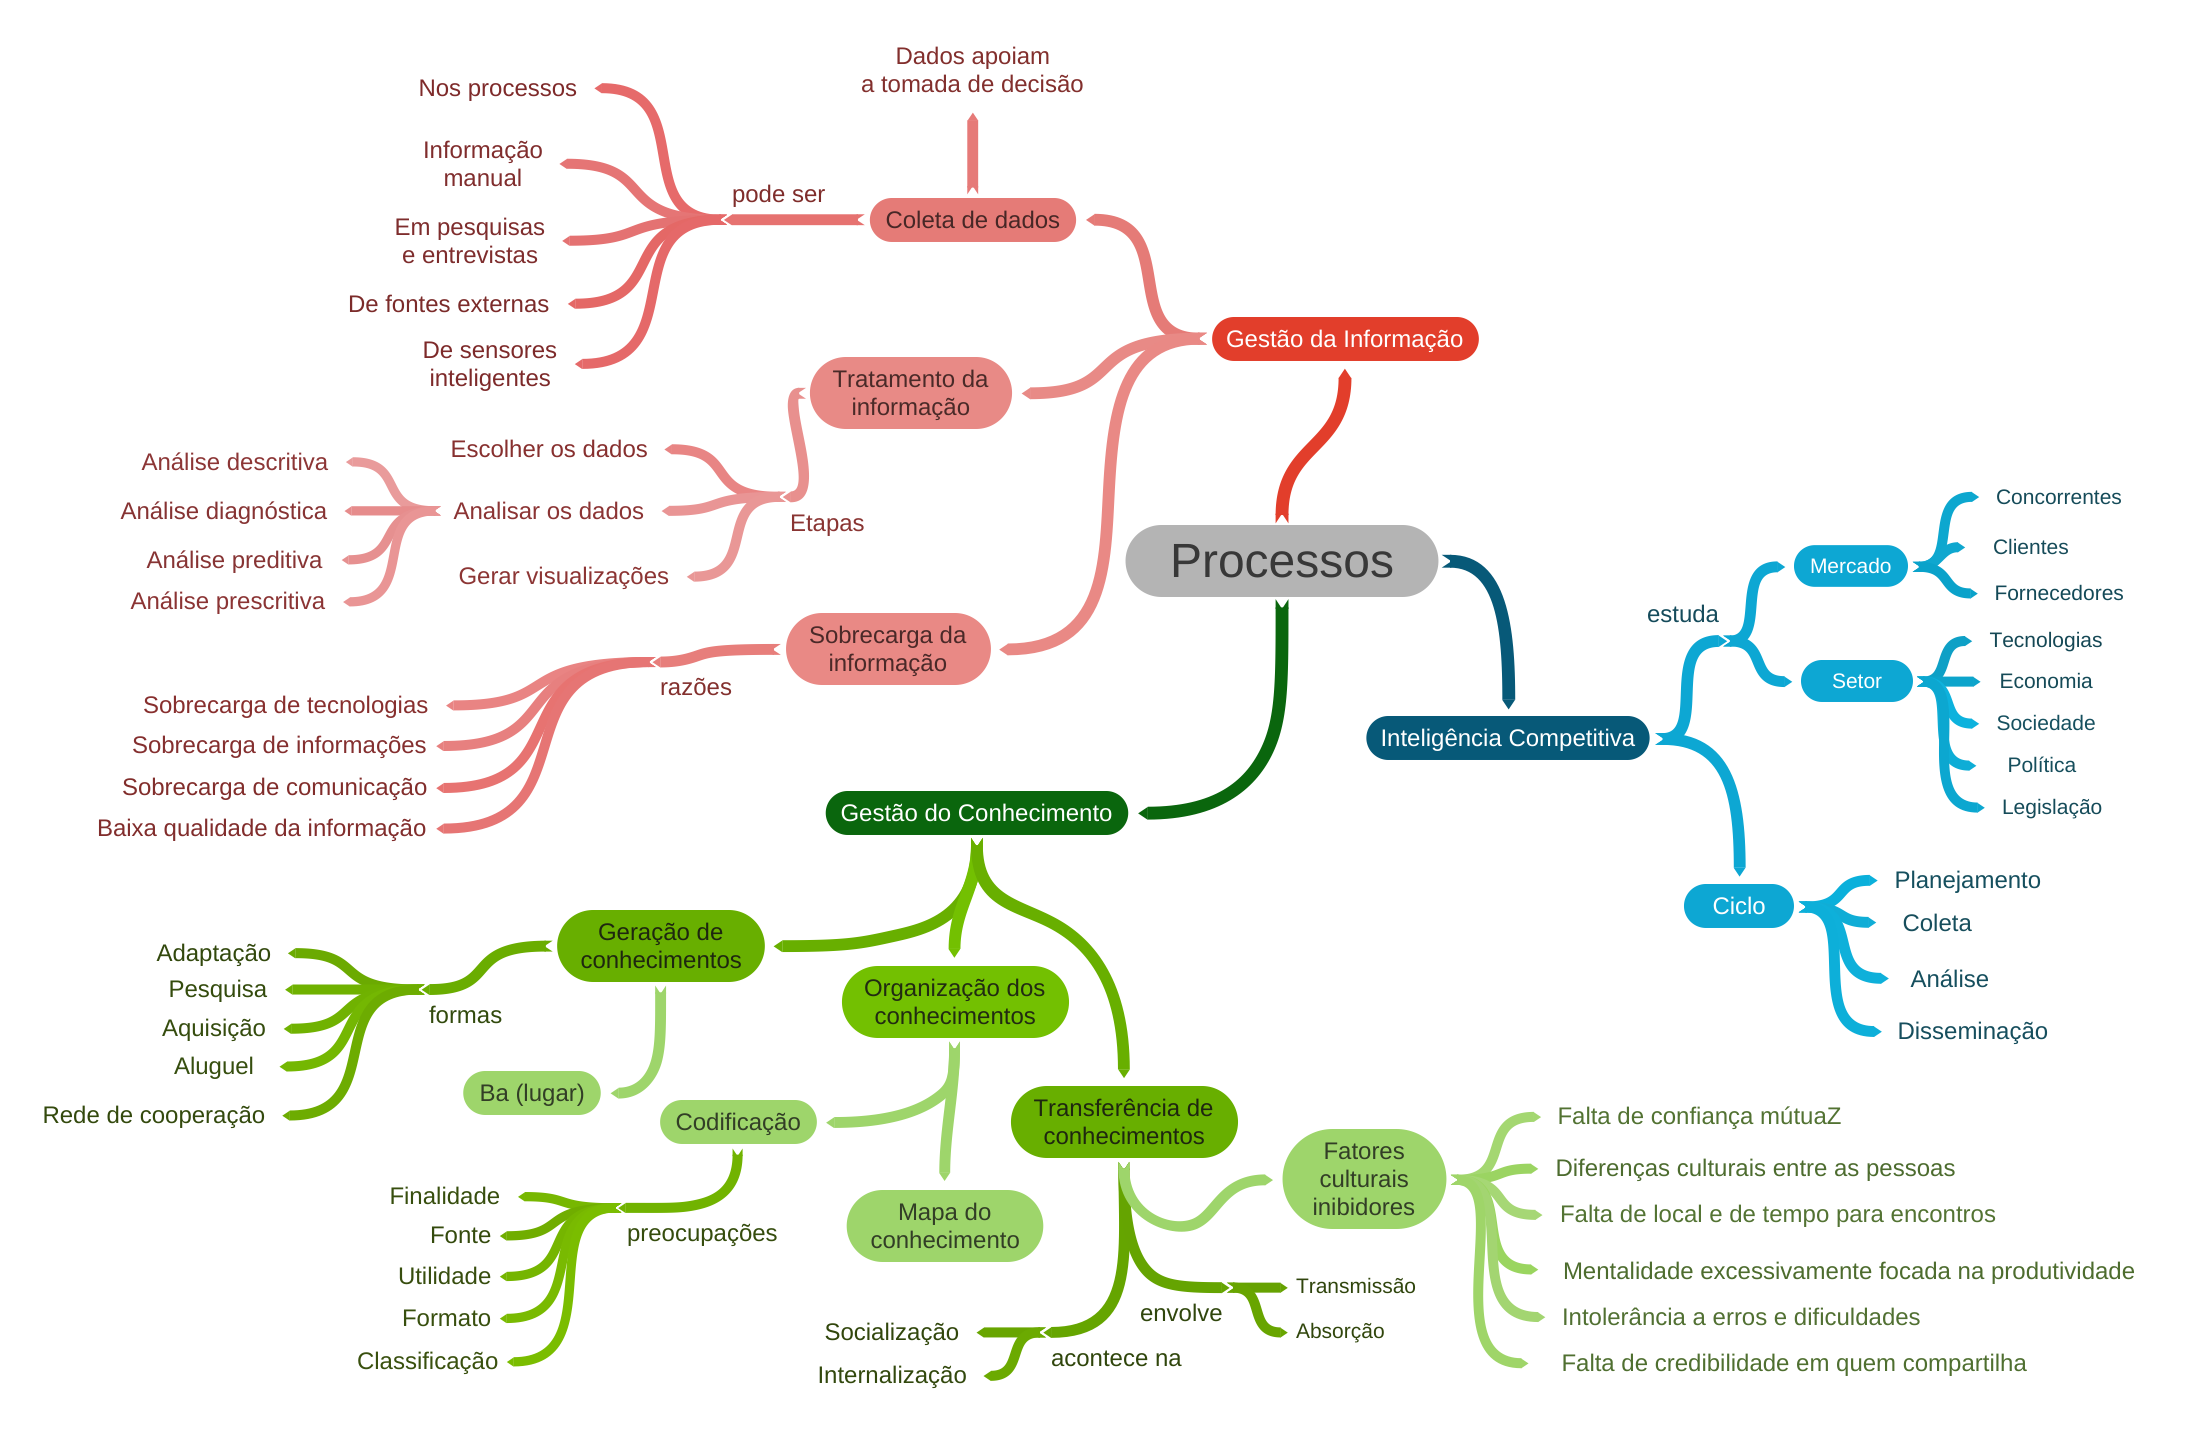 Dados apoiam
a tomada de decisão
Nos processos
Informação
manual
Em pesquisas
e entrevistas
De fontes externas
De sensores
inteligentes
pode ser
Coleta de dados
Gestão da Informação
Tratamento da
informação
Etapas
Escolher os dados
Analisar os dados
Gerar visualizações
Análise descritiva
Análise diagnóstica
Análise preditiva
Análise prescritiva
Sobrecarga da
informação
razões
Sobrecarga de tecnologias
Sobrecarga de informações
Sobrecarga de comunicação
Baixa qualidade da informação
Processos
Inteligência Competitiva
estuda
Mercado
Concorrentes
Clientes
Fornecedores
Setor
Tecnologias
Economia
Sociedade
Política
Legislação
Ciclo
Planejamento
Coleta
Análise
Disseminação
Gestão do Conhecimento
Geração de
conhecimentos
formas
Adaptação
Pesquisa
Aquisição
Aluguel
Rede de cooperação
Ba (lugar)
Organização dos
conhecimentos
Codificação
preocupações
Finalidade
Fonte
Utilidade
Formato
Classificação
Mapa do
conhecimento
Transferência de
conhecimentos
Fatores
culturais
inibidores
Falta de confiança mútuaZ
Diferenças culturais entre as pessoas
Falta de local e de tempo para encontros
Mentalidade excessivamente focada na produtividade
Intolerância a erros e dificuldades
Falta de credibilidade em quem compartilha
envolve
Transmissão
Absorção
acontece na
Socialização
Internalização